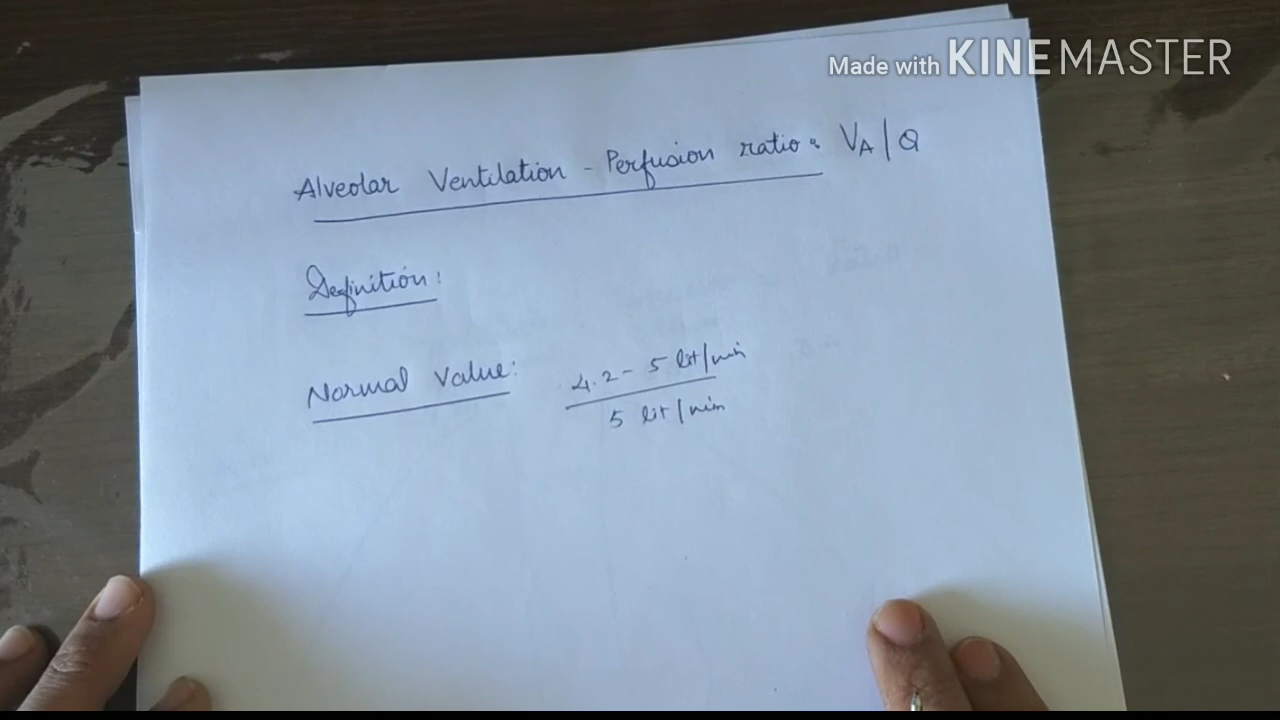 Made with KINEMASTER
Alveolar Ventilation - Perfusion ratio: VA/Q
Definition:
Normal Value:
4.2 - 5 lit/min
5 lit/min